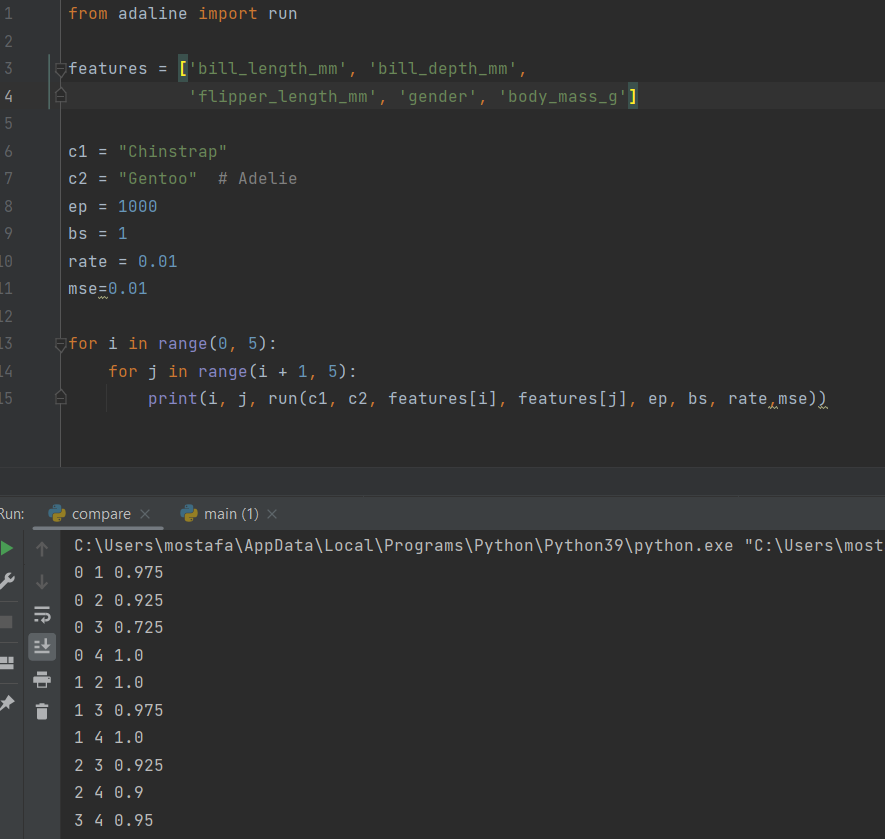 1 from adaline import run
2
3 features = ['bill_length_mm', 'bill_depth_mm',
4             'flipper_length_mm', 'gender', 'body_mass_g']
5
6 c1 = "Chinstrap"
7 c2 = "Gentoo"  # Adelie
8 ep = 1000
9 bs = 1
10 rate = 0.01
11 mse=0.01
12
13 for i in range(0, 5):
14     for j in range(i + 1, 5):
15         print(i, j, run(c1, c2, features[i], features[j], ep, bs, rate,mse))
Run: compare main (1)
C:\Users\mostafa\AppData\Local\Programs\Python\Python39\python.exe "C:\Users\most
0 1 0.975
0 2 0.925
0 3 0.725
0 4 1.0
1 2 1.0
1 3 0.975
1 4 1.0
2 3 0.925
2 4 0.9
3 4 0.95